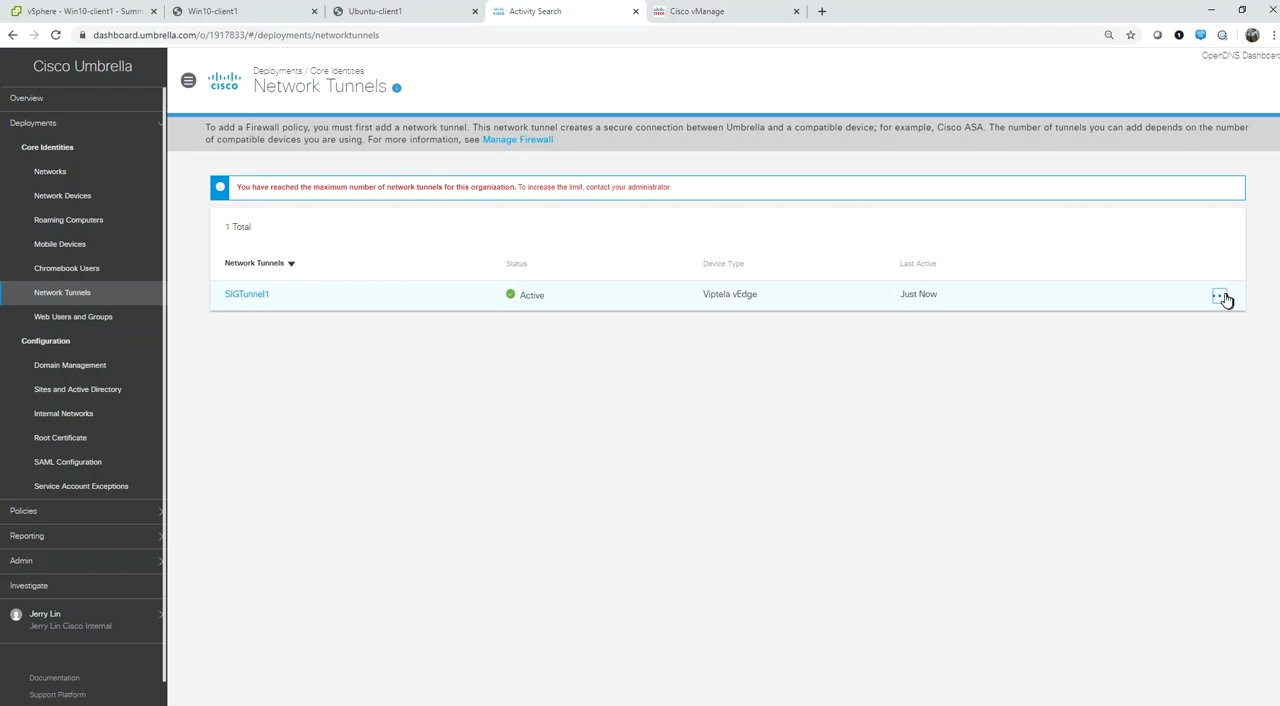 vSphere - Win10-client1 - Summ
Win10-client1
Ubuntu-client1
Activity Search
Cisco vManage
dashboard.umbrella.com/o/1917833/#/deployments/networktunnels
Cisco Umbrella
Overview
Deployments
Core Identities
Networks
Network Devices
Roaming Computers
Mobile Devices
Chromebook Users
Network Tunnels
Web Users and Groups
Configuration
Domain Management
Sites and Active Directory
Internal Networks
Root Certificate
SAML Configuration
Service Account Exceptions
Policies
Reporting
Admin
Investigate
Jerry Lin
Jerry Lin Cisco Internal
Documentation
Support Platform
OpenDNS Dashboard
CISCO
Deployments / Core Identities
Network Tunnels
To add a Firewall policy, you must first add a network tunnel. This network tunnel creates a secure connection between Umbrella and a compatible device; for example, Cisco ASA. The number of tunnels you can add depends on the number
of compatible devices you are using. For more information, see Manage Firewall
You have reached the maximum number of network tunnels for this organization. To increase the limit, contact your administrator.
1 Total
Network Tunnels Status Device Type Last Active
SIGTunnel1 Active Viptela vEdge Just Now